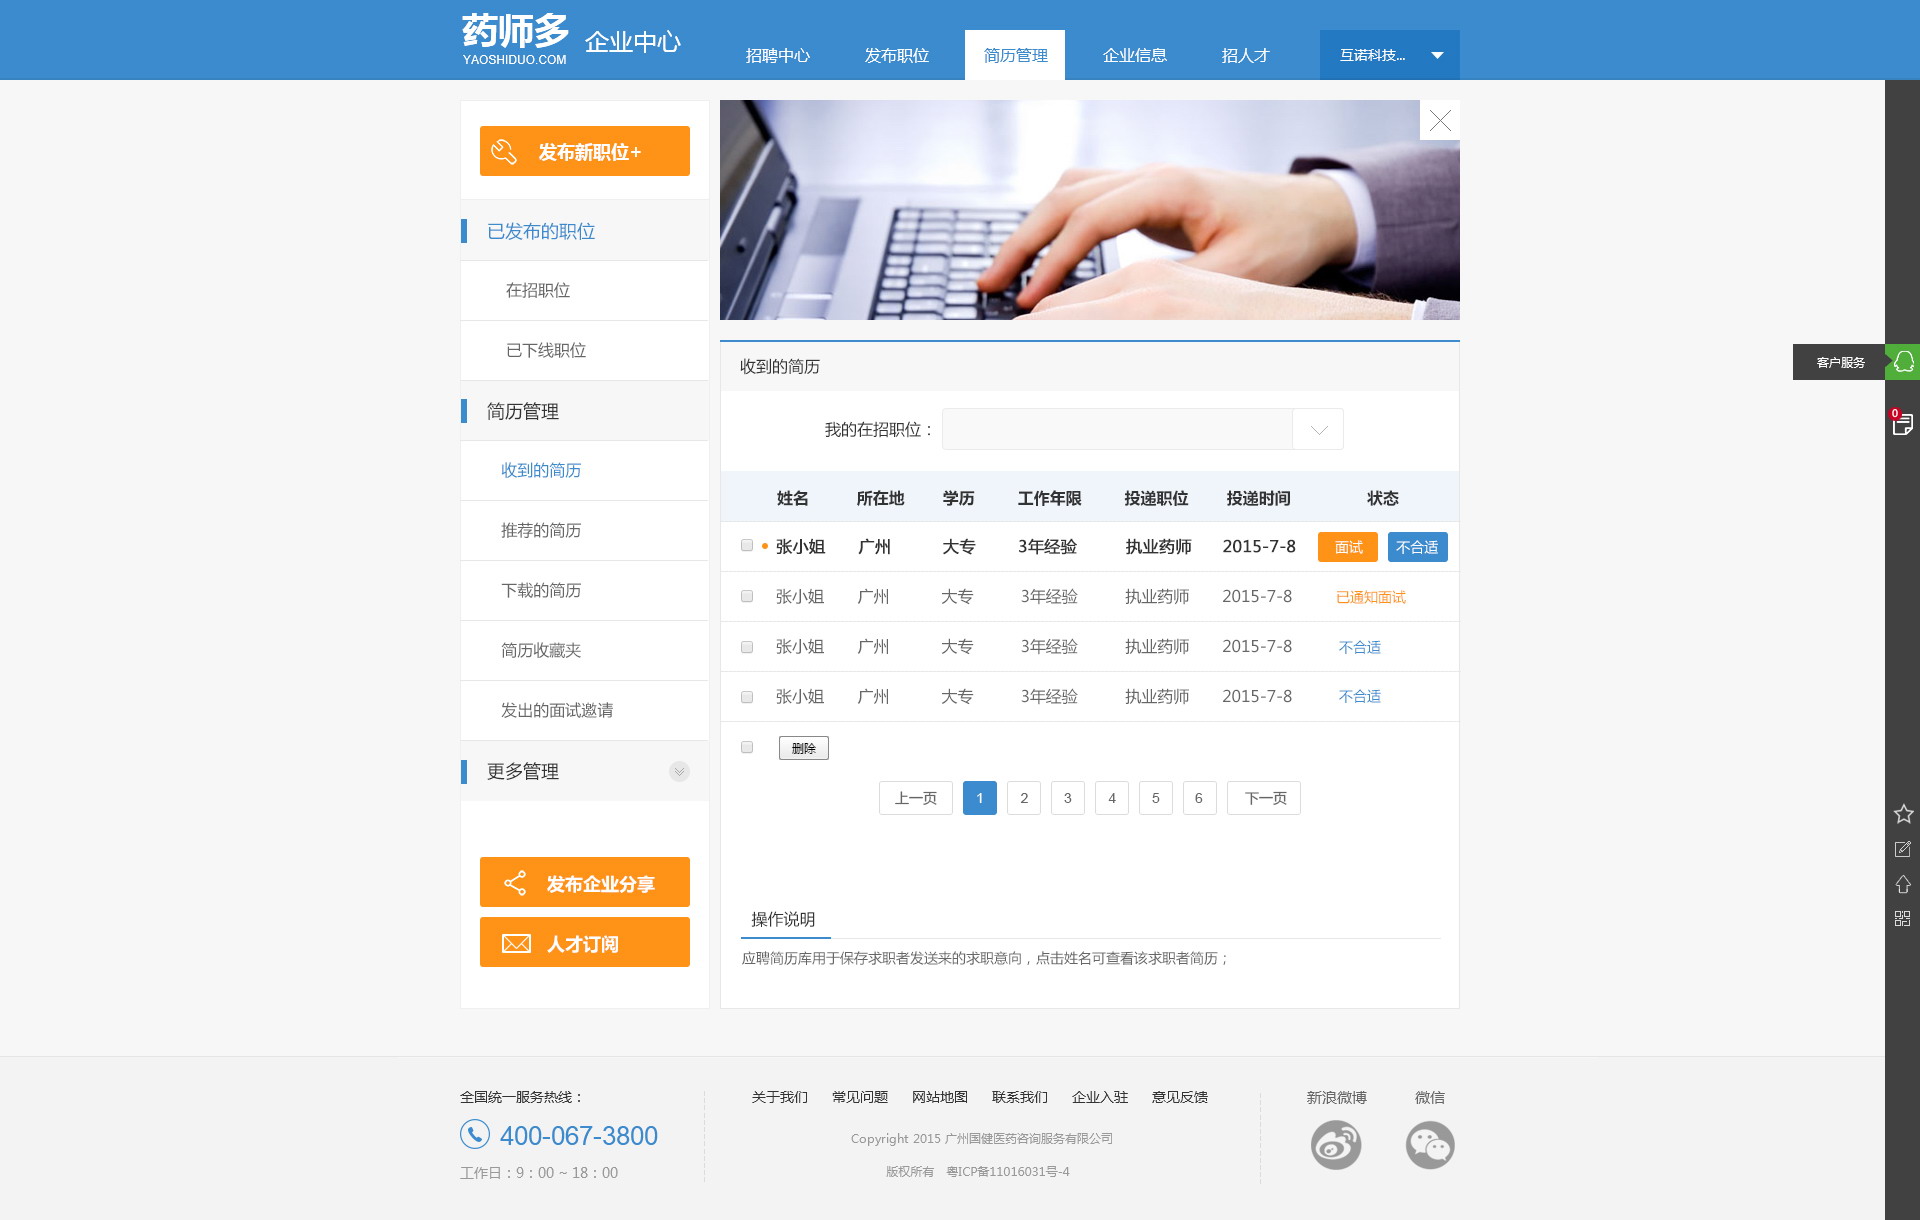 药师多 企业中心
YAOSHIDUO.COM
招聘中心 发布职位 简历管理 企业信息 招人才 互诺科技...
发布新职位+
已发布的职位
在招职位
已下线职位
简历管理
收到的简历
推荐的简历
下载的简历
简历收藏夹
发出的面试邀请
更多管理
发布企业分享
人才订阅
收到的简历
我的在招职位：
姓名 所在地 学历 工作年限 投递职位 投递时间 状态
张小姐 广州 大专 3年经验 执业药师 2015-7-8 面试 不合适
张小姐 广州 大专 3年经验 执业药师 2015-7-8 已通知面试
张小姐 广州 大专 3年经验 执业药师 2015-7-8 不合适
张小姐 广州 大专 3年经验 执业药师 2015-7-8 不合适
删除
上一页 1 2 3 4 5 6 下一页
操作说明
应聘简历库用于保存求职者发送来的求职意向，点击姓名可查看该求职者简历；
客户服务
0
全国统一服务热线：
400-067-3800
工作日：9：00 ~ 18：00
关于我们 常见问题 网站地图 联系我们 企业入驻 意见反馈
Copyright 2015 广州国健医药咨询服务有限公司
版权所有 粤ICP备11016031号-4
新浪微博 微信